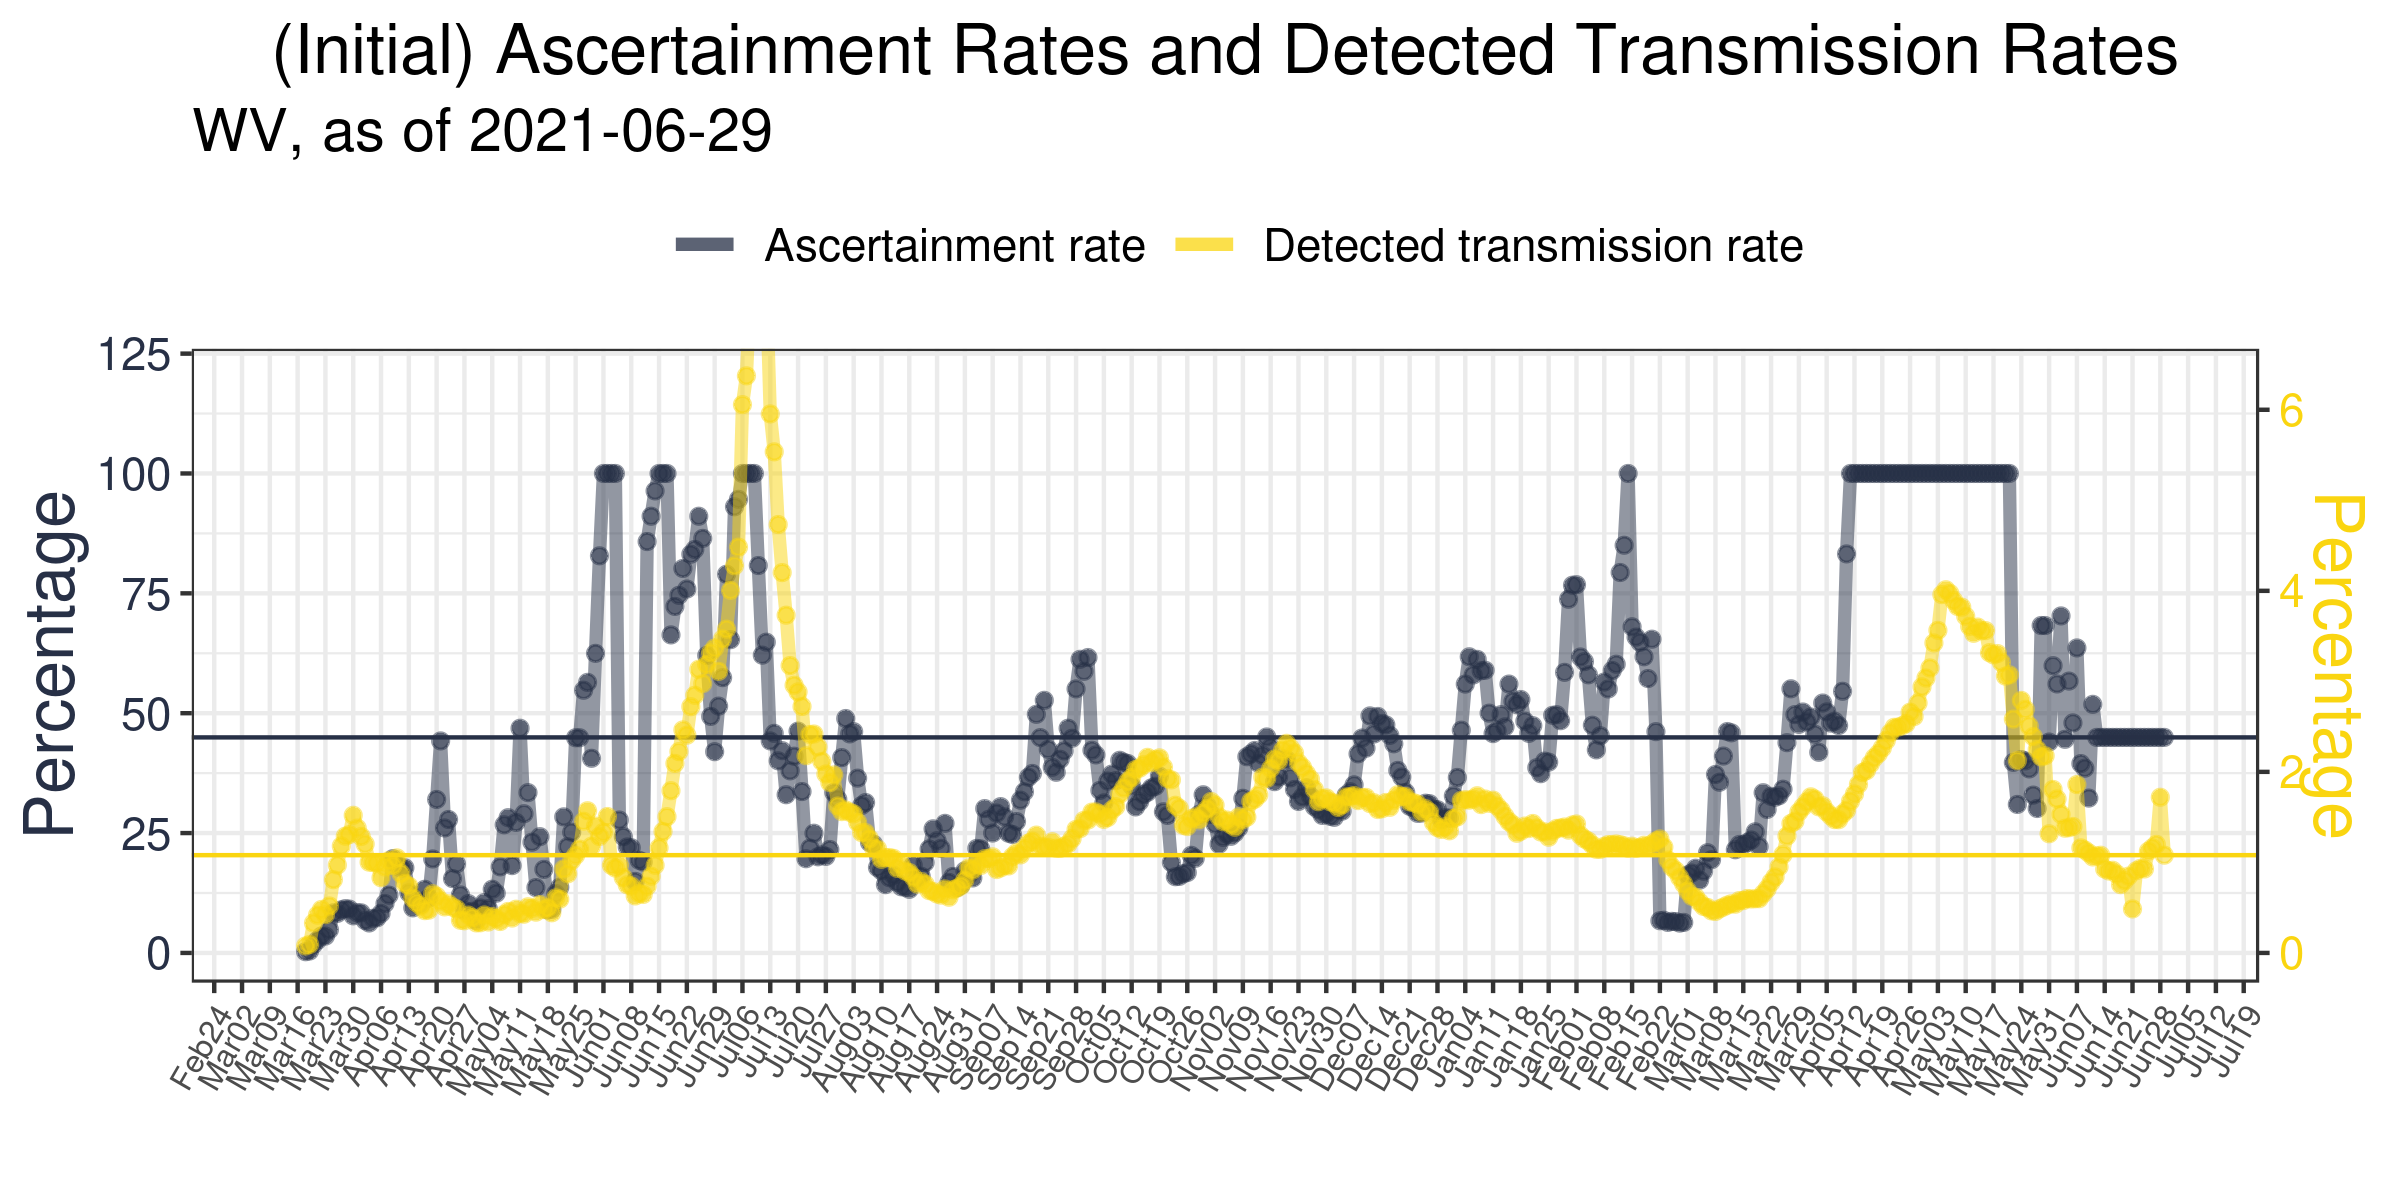 (Initial) Ascertainment Rates and Detected Transmission Rates
WV, as of 2021-06-29
Ascertainment rate
Detected transmission rate
Percentage
125
100
75
50
25
0
6
4
2
0
Percentage
Feb24
Mar02
Mar09
Mar16
Mar23
Mar30
Apr06
Apr13
Apr20
Apr27
May04
May11
May18
May25
Jun01
Jun08
Jun15
Jun22
Jun29
Jul06
Jul13
Jul20
Jul27
Aug03
Aug10
Aug17
Aug24
Aug31
Sep07
Sep14
Sep21
Sep28
Oct05
Oct12
Oct19
Oct26
Nov02
Nov09
Nov16
Nov23
Nov30
Dec07
Dec14
Dec21
Dec28
Jan04
Jan11
Jan18
Jan25
Feb01
Feb08
Feb15
Feb22
Mar01
Mar08
Mar15
Mar22
Mar29
Apr05
Apr12
Apr19
Apr26
May03
May10
May17
May24
May31
Jun07
Jun14
Jun21
Jun28
Jul05
Jul12
Jul19